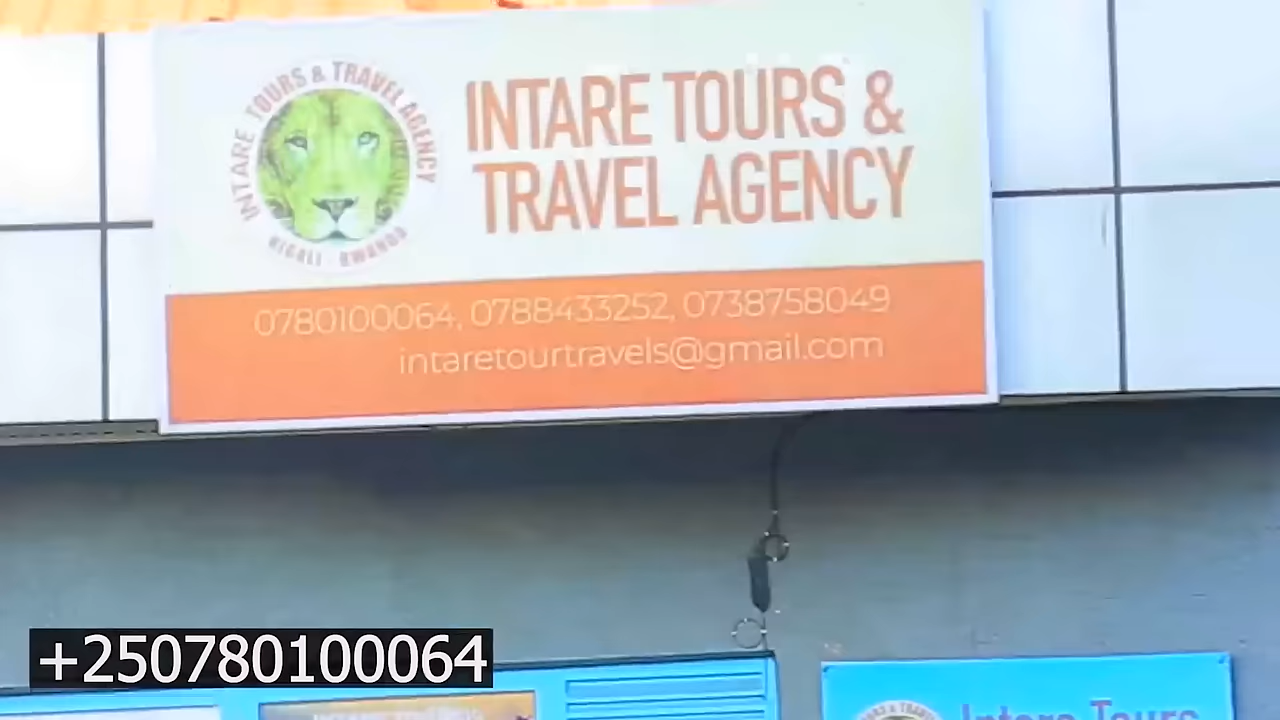 INTARE TOURS & TRAVEL AGENCY
KIGALI - RWANDA
INTARE TOURS &
TRAVEL AGENCY
0780100064, 0788433252, 0738758049
intaretourtravels@gmail.com
+250780100064
Intare Tours